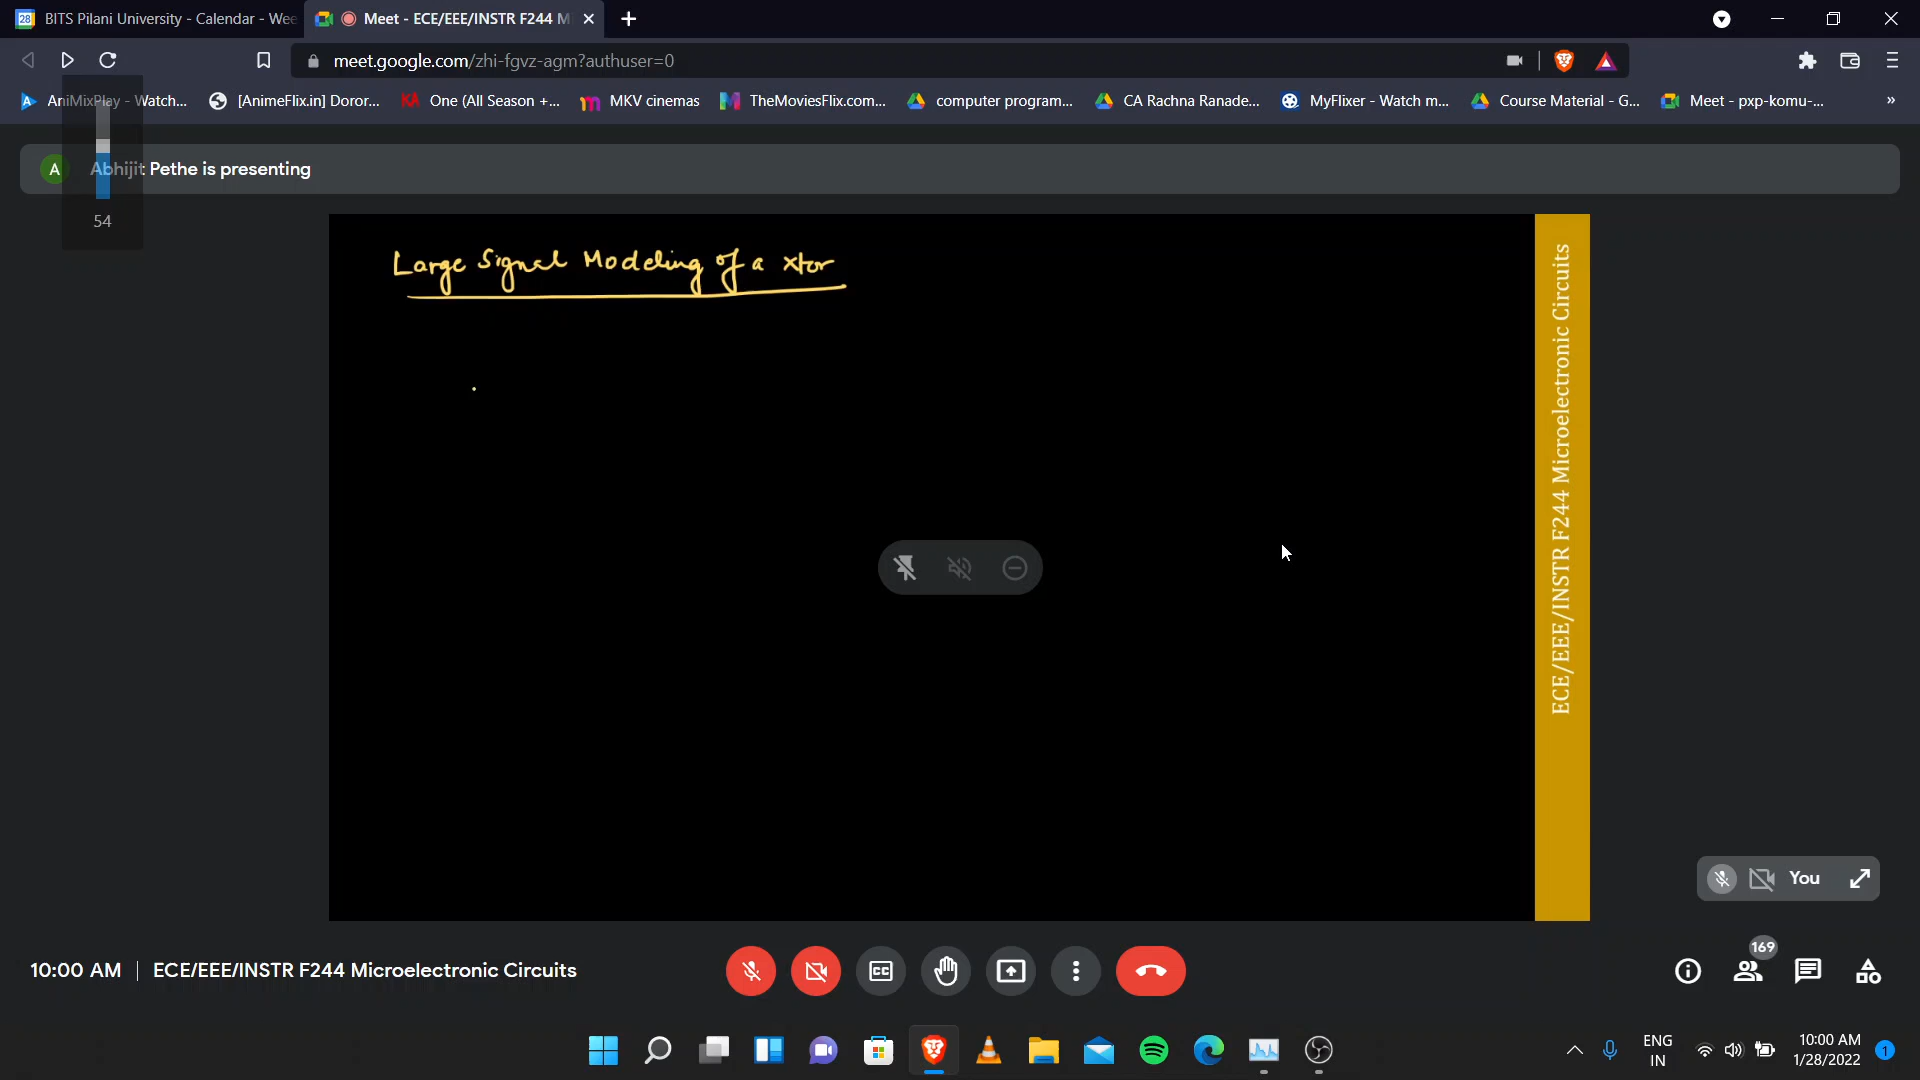 BITS Pilani University - Calendar - Wee
Meet - ECE/EEE/INSTR F244 M
meet.google.com/zhi-fgvz-agm?authuser=0
AniMixPlay - Watch...
[AnimeFlix.in] Doror...
KA
One (All Season +...
MKV cinemas
TheMoviesFlix.com...
computer program...
CA Rachna Ranade...
MyFlixer - Watch m...
Course Material - G...
Meet - pxp-komu-...
»
A
Abhijit Pethe is presenting
54
Large Signal Modeling of a xtor
ECE/EEE/INSTR F244 Microelectronic Circuits
You
10:00 AM | ECE/EEE/INSTR F244 Microelectronic Circuits
CC
169
ENG
IN
10:00 AM
1/28/2022
1